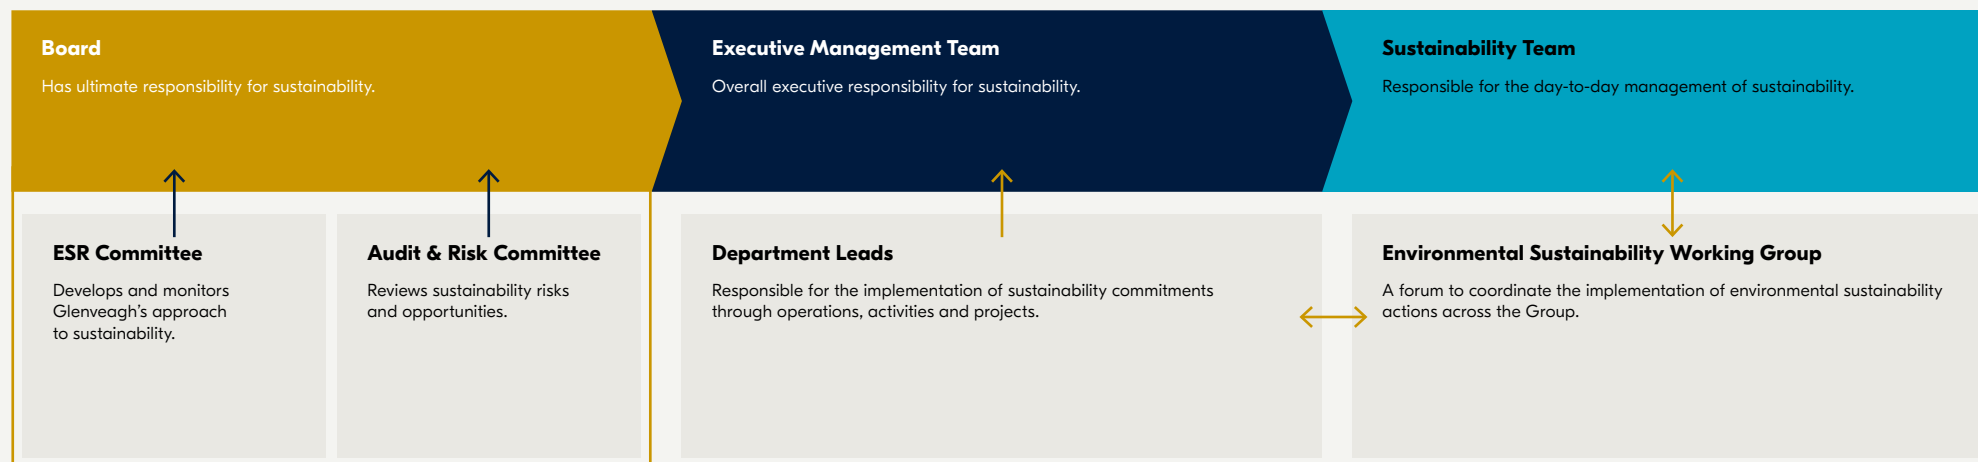 Board
Has ultimate responsibility for sustainability.
Executive Management Team
Overall executive responsibility for sustainability.
Sustainability Team
Responsible for the day-to-day management of sustainability.
ESR Committee
Develops and monitors
Glenveagh’s approach
to sustainability.
Audit & Risk Committee
Reviews sustainability risks
and opportunities.
Department Leads
Responsible for the implementation of sustainability commitments
through operations, activities and projects.
Environmental Sustainability Working Group
A forum to coordinate the implementation of environmental sustainability
actions across the Group.